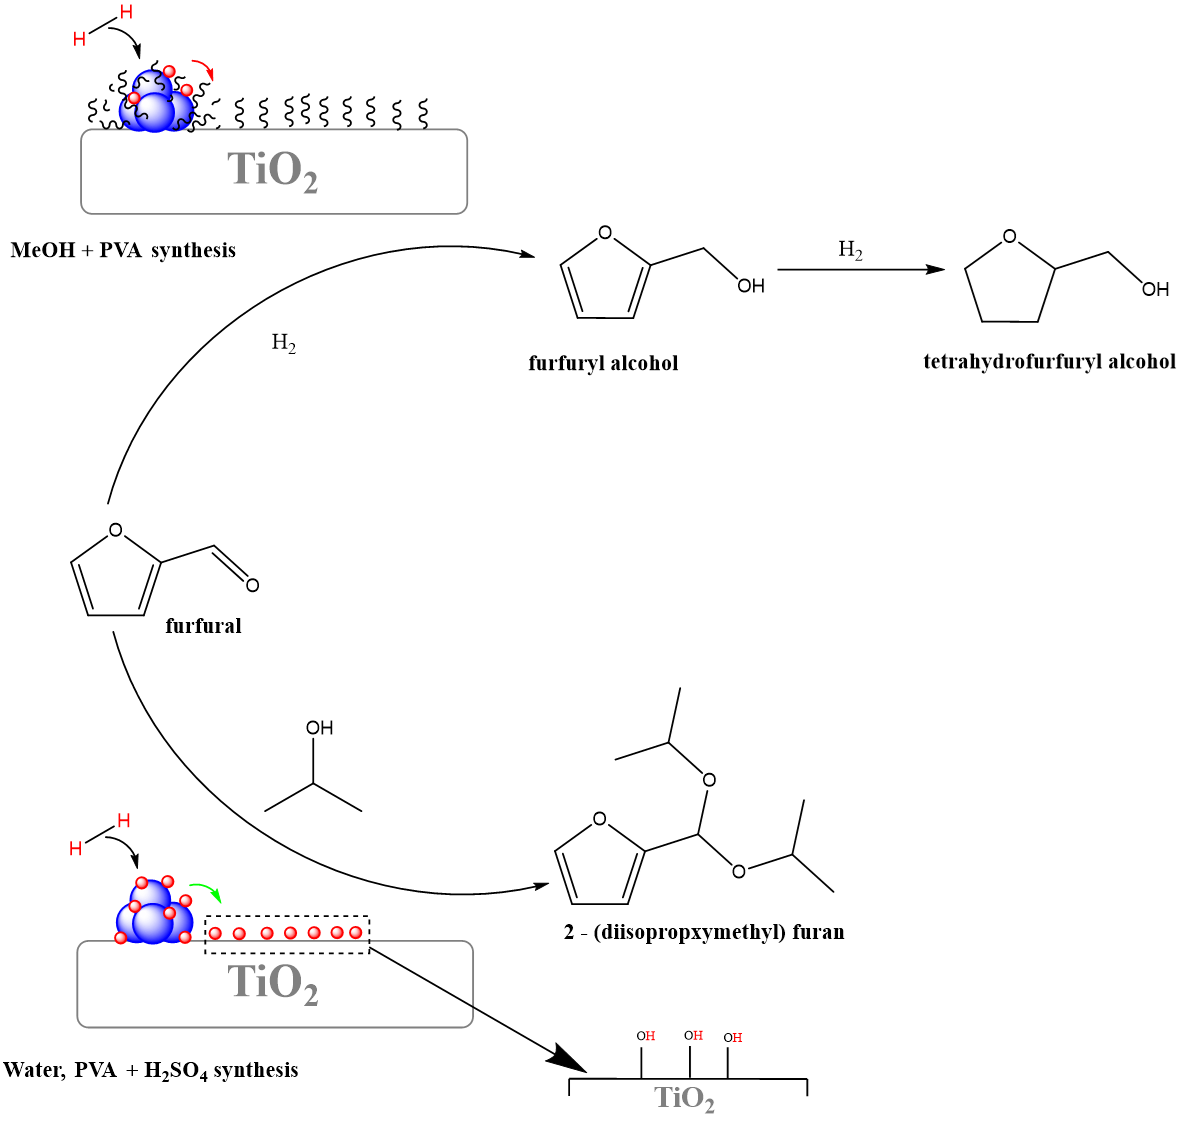 H
H
TiO2
MeOH + PVA synthesis
O
OH
H2
O
OH
H2
furfuryl alcohol
tetrahydrofurfuryl alcohol
O
O
furfural
OH
O
O
O
H
H
2 - (diisopropxymethyl) furan
TiO2
Water, PVA + H2SO4 synthesis
OH
OH
OH
TiO2